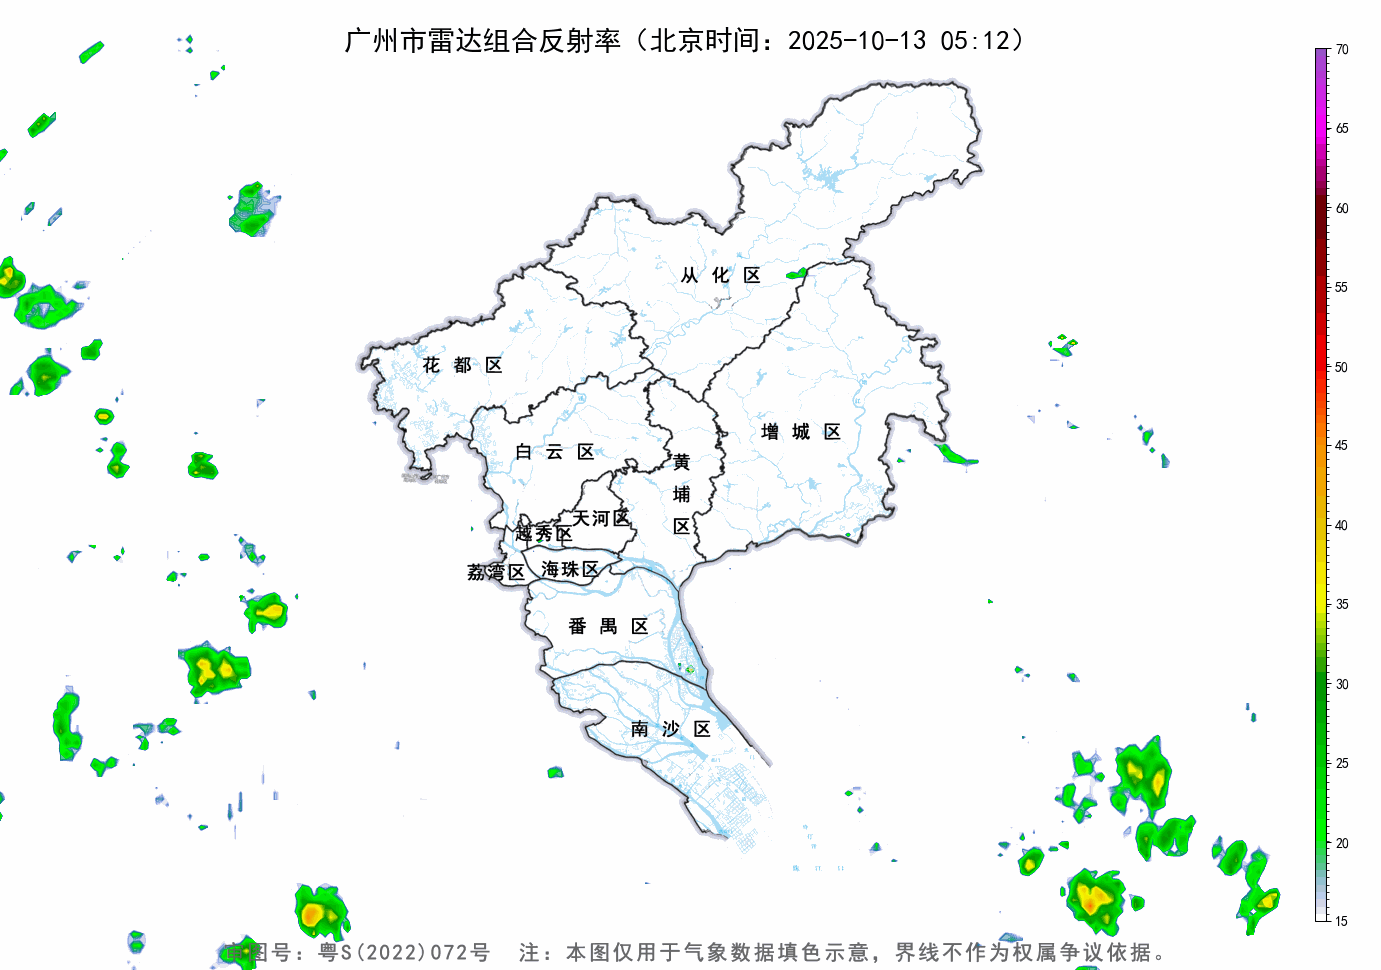 广州市雷达组合反射率（北京时间：2025-10-13 05:12）
70
65
60
55
50
45
40
35
30
25
20
15
从化区
花都区
增城区
白云区
黄埔区
天河区
越秀区
荔湾区
海珠区
番禺区
南沙区
审图号：粤S(2022)072号 注：本图仅用于气象数据填色示意，界线不作为权属争议依据。